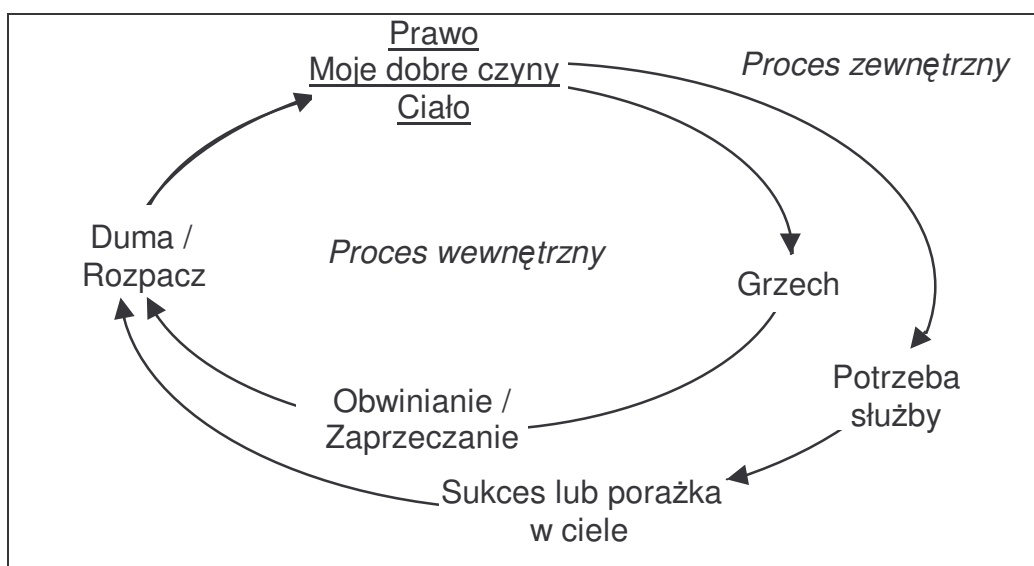 Prawo
Moje dobre czyny
Ciało
Proces zewnętrzny
Duma /
Rozpacz
Proces wewnętrzny
Grzech
Potrzeba
służby
Obwinianie /
Zaprzeczanie
Sukces lub porażka
w ciele